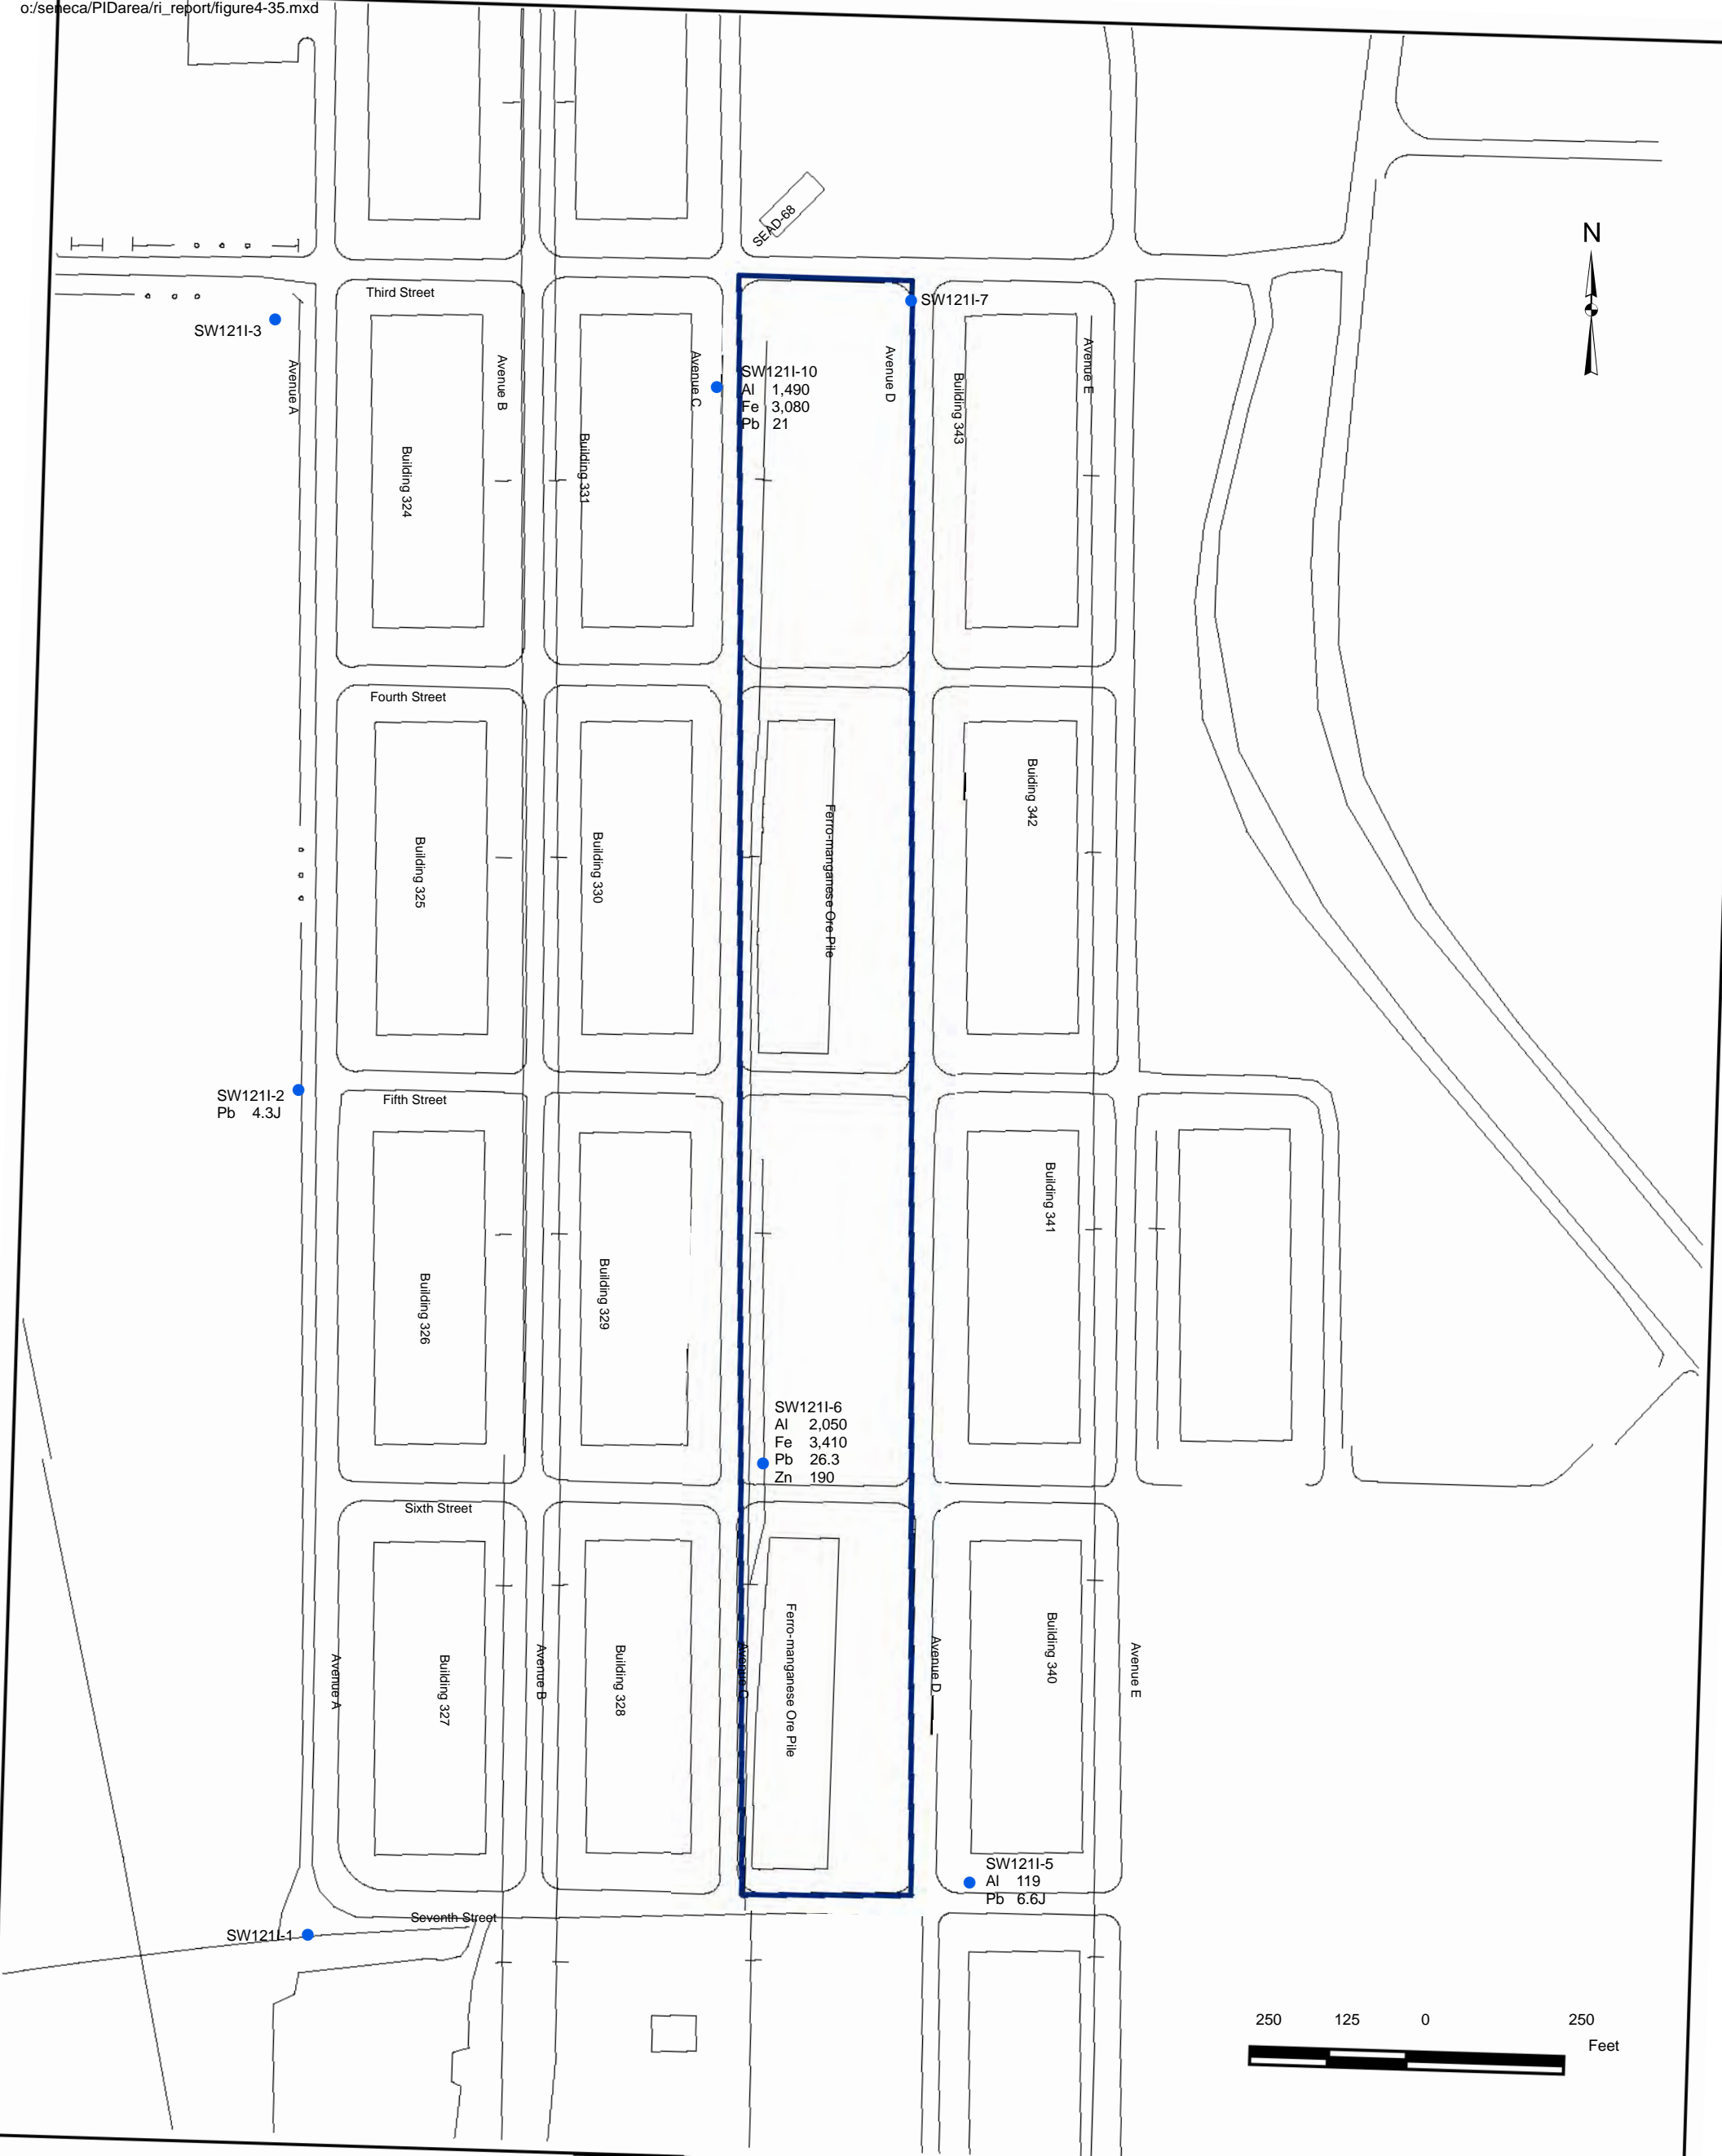 o:/seneca/PIDarea/ri_report/figure4-35.mxd
SEAD-68
N
Third Street
SW121I-3
SW121I-7
Avenue A
Avenue B
Avenue C
Avenue D
Avenue E
SW121I-10
Al 1,490
Fe 3,080
Pb 21
Building 324
Building 331
Building 343
Fourth Street
Building 325
Building 330
Ferro-manganese Ore Pile
Buiding 342
SW121I-2
Pb 4.3J
Fifth Street
Building 326
Building 329
Building 341
SW121I-6
Al 2,050
Fe 3,410
Pb 26.3
Zn 190
Sixth Street
Avenue A
Building 327
Avenue B
Building 328
Avenue C
Ferro-manganese Ore Pile
Avenue D
Building 340
Avenue E
SW121I-5
Al 119
Pb 6.6J
Seventh Street
SW121I-1
250 125 0 250
Feet